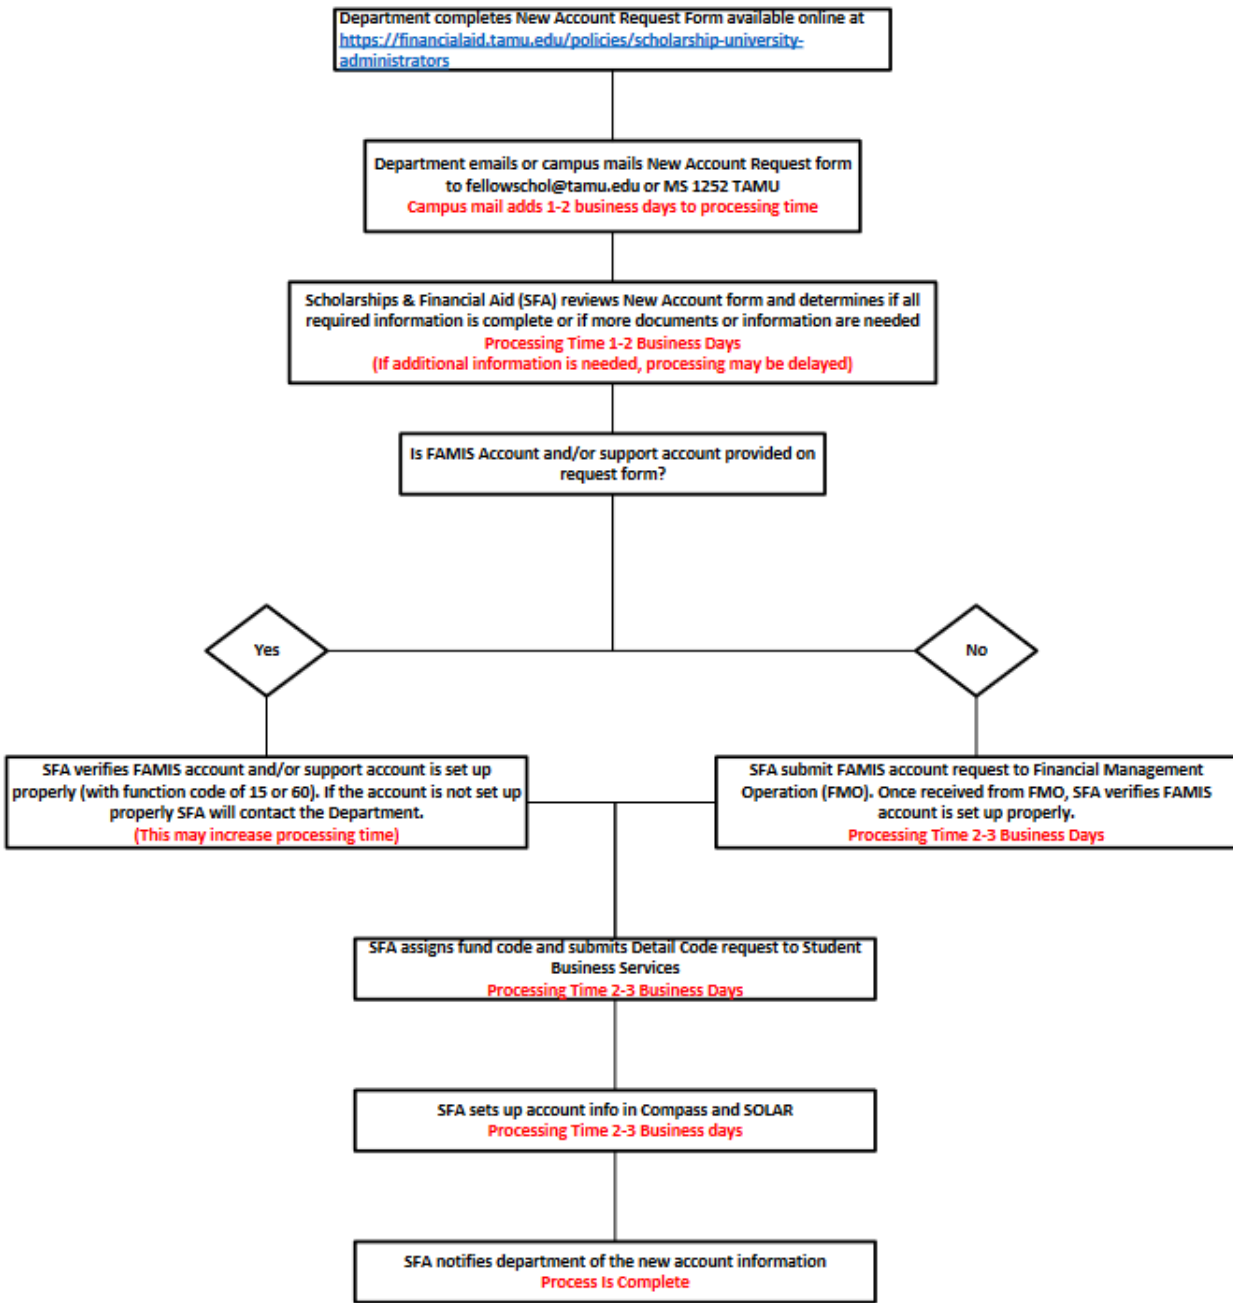 Department completes New Account Request Form available online at
https://financialaid.tamu.edu/policies/scholarship-university-
administrators
Department emails or campus mails New Account Request form
to fellowschol@tamu.edu or MS 1252 TAMU
Campus mail adds 1-2 business days to processing time
Scholarships & Financial Aid (SFA) reviews New Account form and determines if all
required information is complete or if more documents or information are needed
Processing Time 1-2 Business Days
(If additional information is needed, processing may be delayed)
Is FAMIS Account and/or support account provided on
request form?
Yes
No
SFA verifies FAMIS account and/or support account is set up
properly (with function code of 15 or 60). If the account is not set up
properly SFA will contact the Department.
(This may increase processing time)
SFA submit FAMIS account request to Financial Management
Operation (FMO). Once received from FMO, SFA verifies FAMIS
account is set up properly.
Processing Time 2-3 Business Days
SFA assigns fund code and submits Detail Code request to Student
Business Services
Processing Time 2-3 Business Days
SFA sets up account info in Compass and SOLAR
Processing Time 2-3 Business days
SFA notifies department of the new account information
Process Is Complete